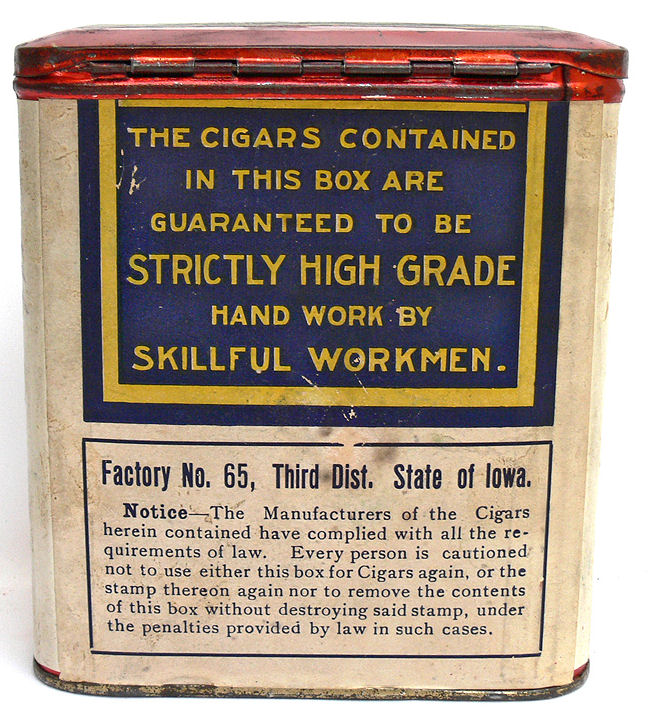 THE CIGARS CONTAINED
IN THIS BOX ARE
GUARANTEED TO BE
STRICTLY HIGH GRADE
HAND WORK BY
SKILLFUL WORKMEN.
Factory No. 65, Third Dist. State of Iowa.
Notice—The Manufacturers of the Cigars
herein contained have complied with all the re-
quirements of law. Every person is cautioned
not to use either this box for Cigars again, or the
stamp thereon again nor to remove the contents
of this box without destroying said stamp, under
the penalties provided by law in such cases.